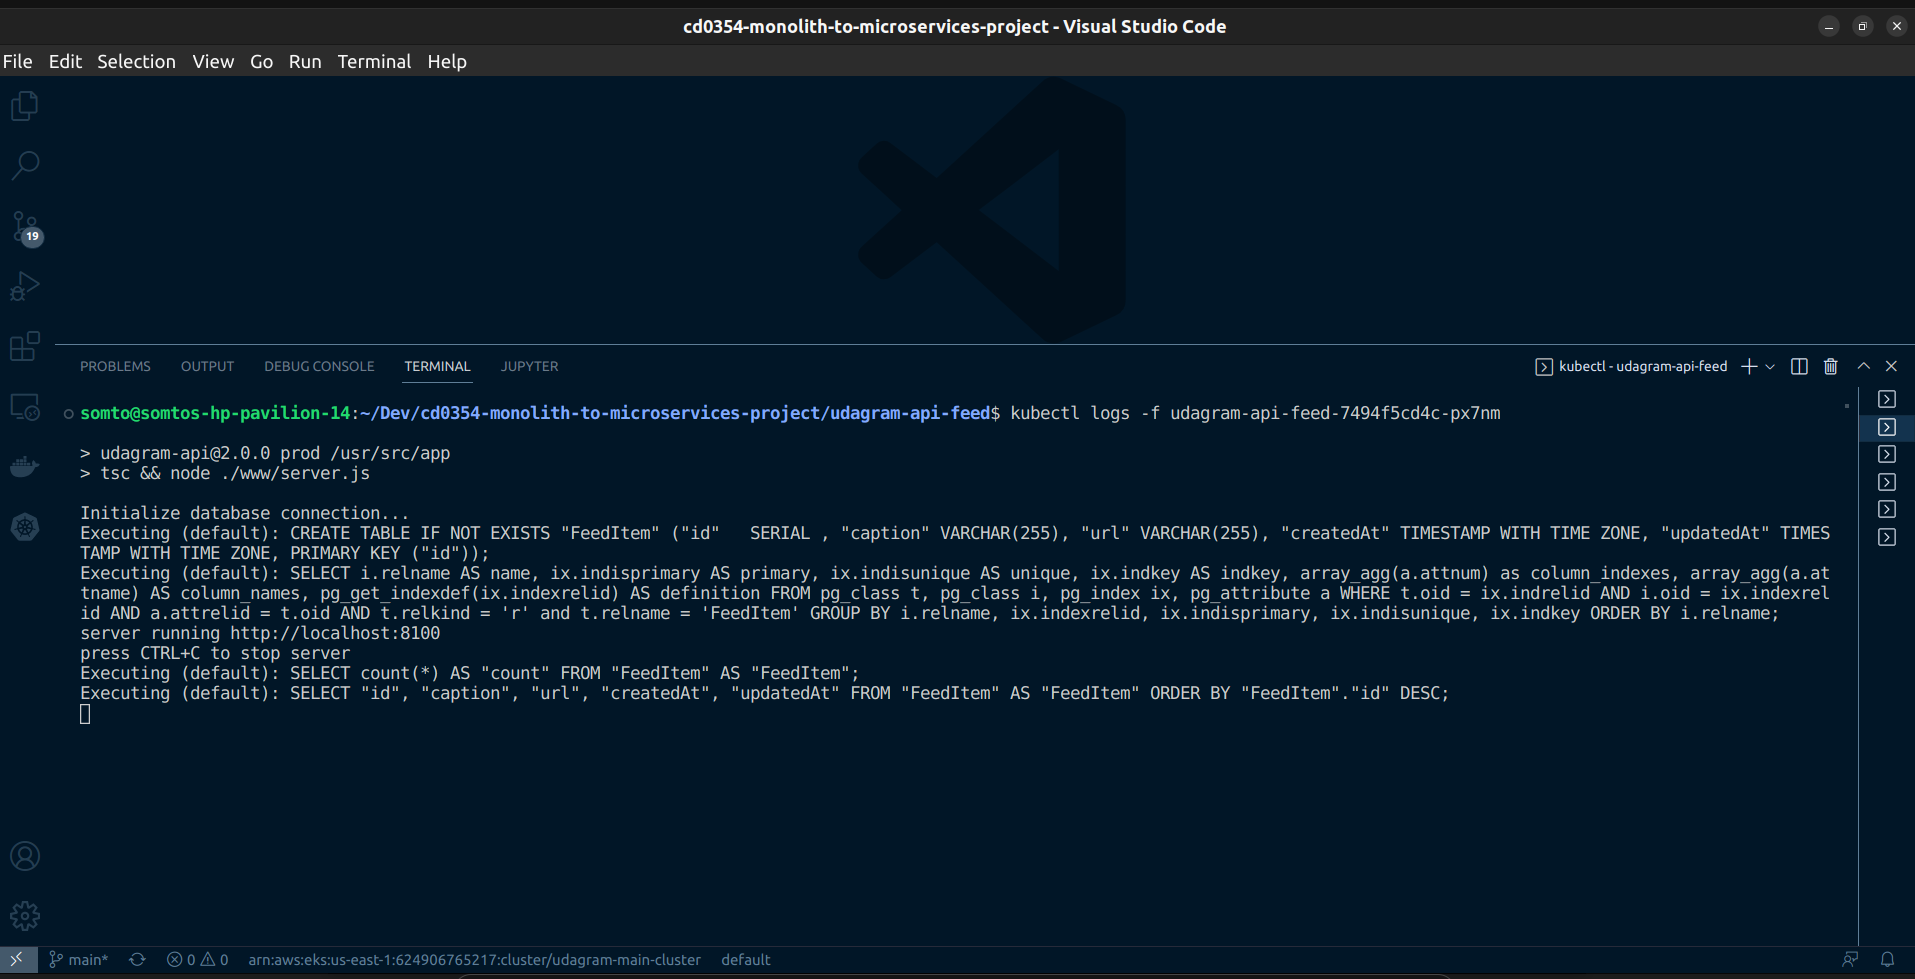 cd0354-monolith-to-microservices-project - Visual Studio Code
File Edit Selection View Go Run Terminal Help
19
PROBLEMS OUTPUT DEBUG CONSOLE TERMINAL JUPYTER kubectl - udagram-api-feed
somto@somtos-hp-pavilion-14:~/Dev/cd0354-monolith-to-microservices-project/udagram-api-feed$ kubectl logs -f udagram-api-feed-7494f5cd4c-px7nm
> udagram-api@2.0.0 prod /usr/src/app
> tsc && node ./www/server.js
Initialize database connection...
Executing (default): CREATE TABLE IF NOT EXISTS "FeedItem" ("id"   SERIAL , "caption" VARCHAR(255), "url" VARCHAR(255), "createdAt" TIMESTAMP WITH TIME ZONE, "updatedAt" TIMES
TAMP WITH TIME ZONE, PRIMARY KEY ("id"));
Executing (default): SELECT i.relname AS name, ix.indisprimary AS primary, ix.indisunique AS unique, ix.indkey AS indkey, array_agg(a.attnum) as column_indexes, array_agg(a.at
tname) AS column_names, pg_get_indexdef(ix.indexrelid) AS definition FROM pg_class t, pg_class i, pg_index ix, pg_attribute a WHERE t.oid = ix.indrelid AND i.oid = ix.indexrel
id AND a.attrelid = t.oid AND t.relkind = 'r' and t.relname = 'FeedItem' GROUP BY i.relname, ix.indexrelid, ix.indisprimary, ix.indisunique, ix.indkey ORDER BY i.relname;
server running http://localhost:8100
press CTRL+C to stop server
Executing (default): SELECT count(*) AS "count" FROM "FeedItem" AS "FeedItem";
Executing (default): SELECT "id", "caption", "url", "createdAt", "updatedAt" FROM "FeedItem" AS "FeedItem" ORDER BY "FeedItem"."id" DESC;
main* 0 0 arn:aws:eks:us-east-1:624906765217:cluster/udagram-main-cluster default